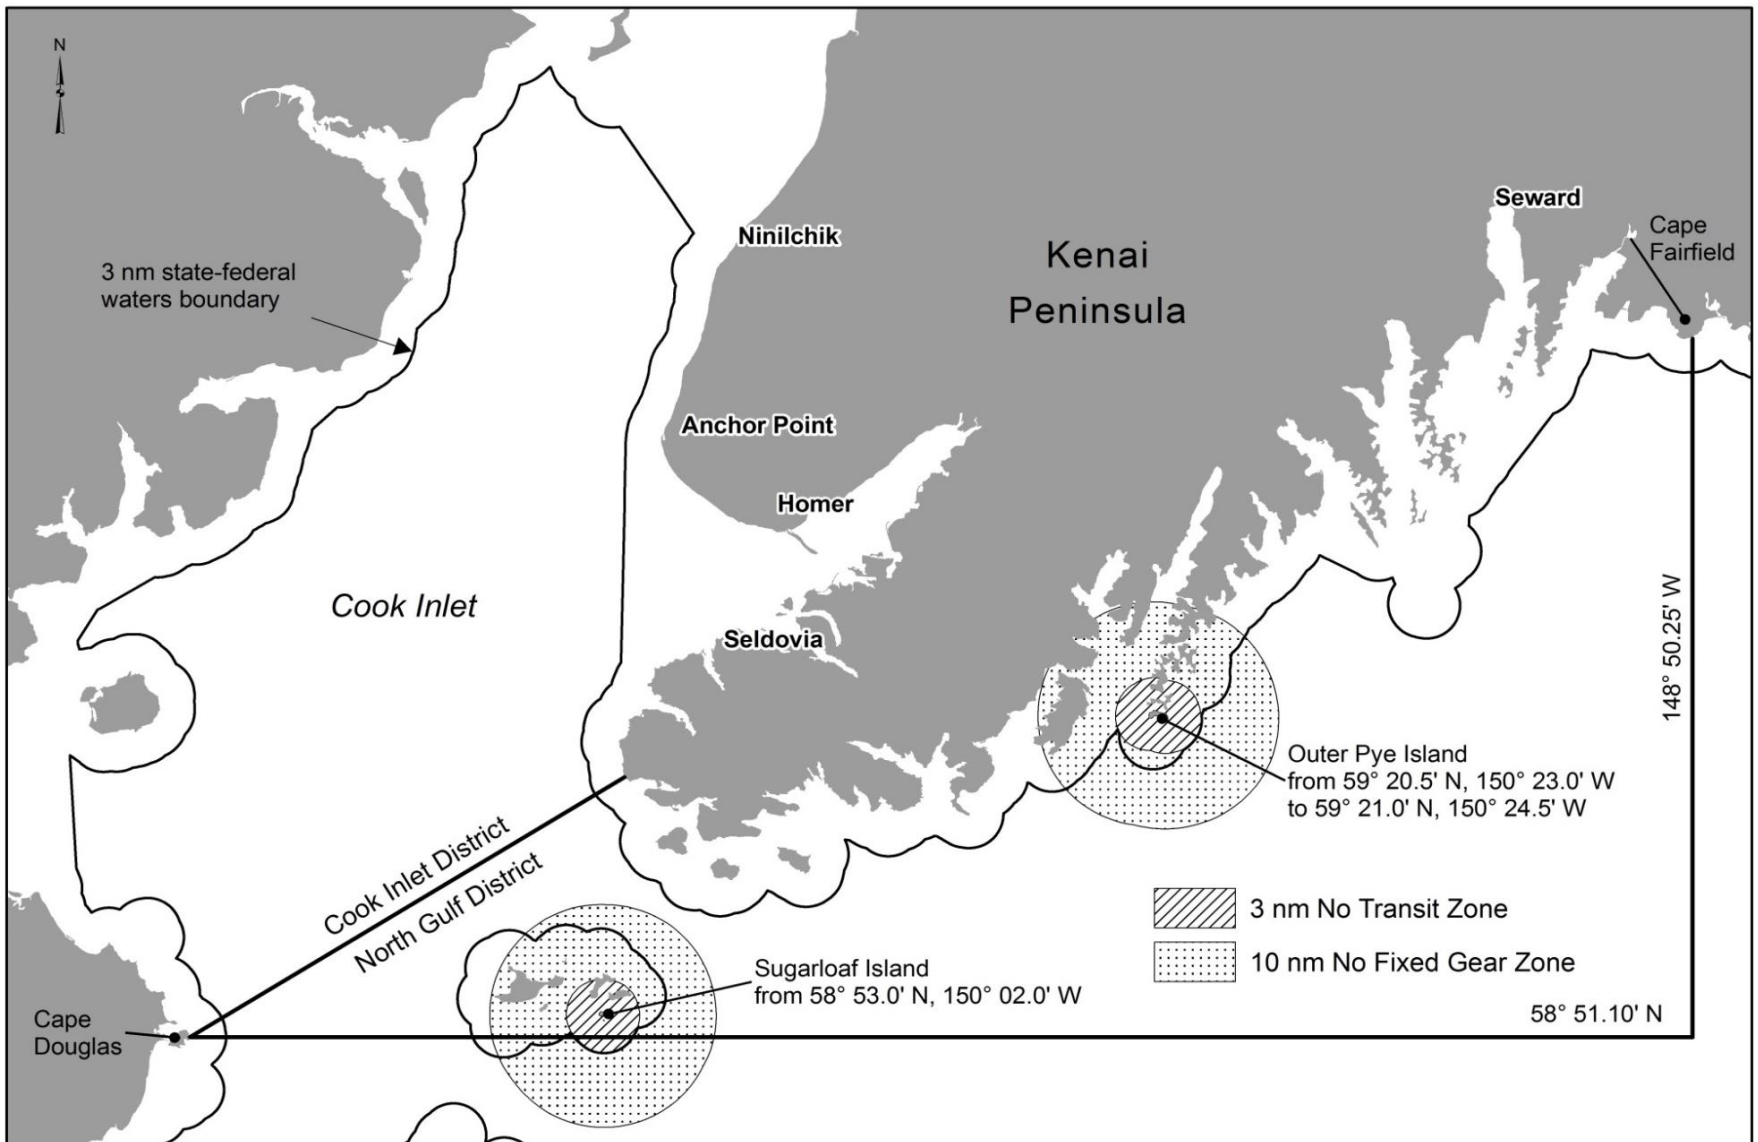 N
Seward
Cape
Fairfield
Ninilchik
Kenai
Peninsula
3 nm state-federal
waters boundary
Anchor Point
Homer
Cook Inlet
Seldovia
148° 50.25' W
Outer Pye Island
from 59° 20.5' N, 150° 23.0' W
to 59° 21.0' N, 150° 24.5' W
Cook Inlet District
North Gulf District
3 nm No Transit Zone
10 nm No Fixed Gear Zone
Sugarloaf Island
from 58° 53.0' N, 150° 02.0' W
58° 51.10' N
Cape
Douglas